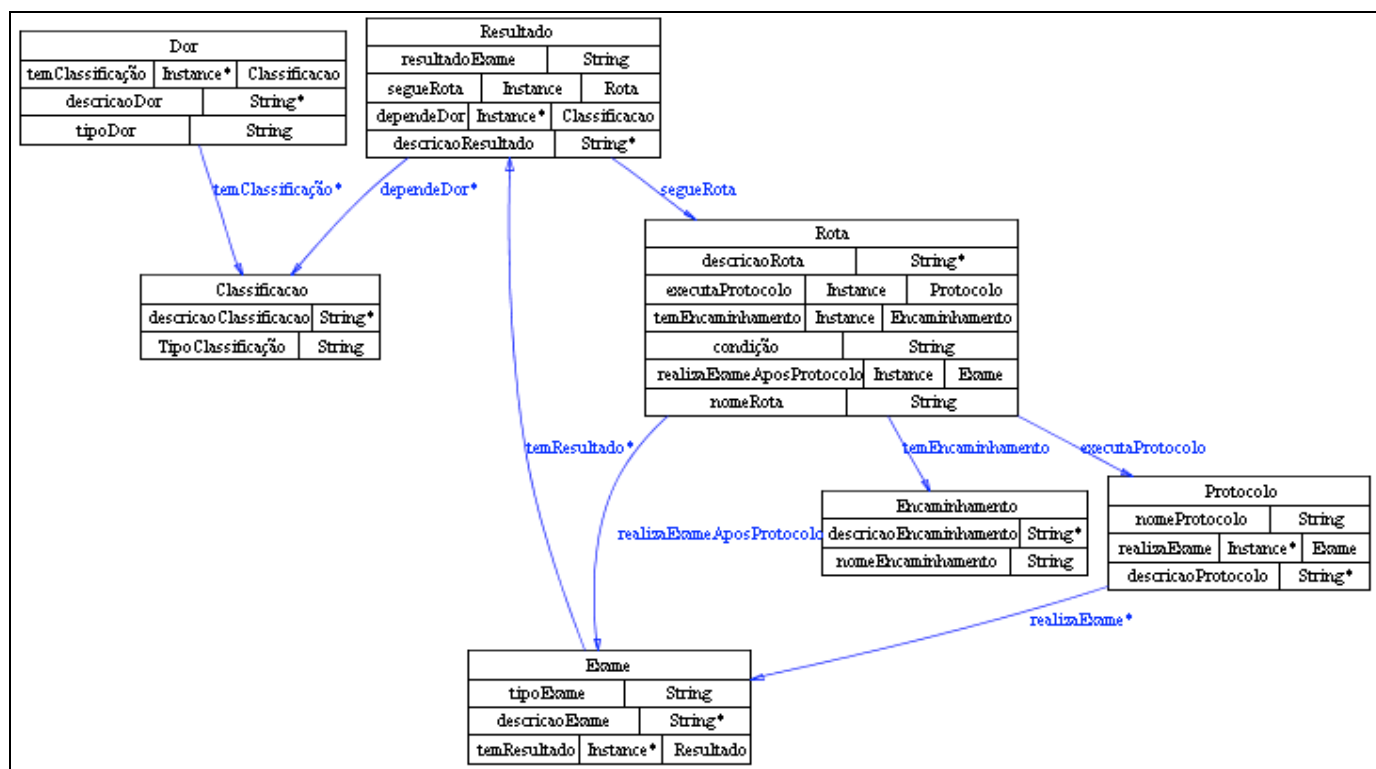 Dor
temClassificação Instance* Classificacao
descricaoDor String*
tipoDor String
Resultado
resultadoExame String
segueRota Instance Rota
dependeDor Instance* Classificacao
descricaoResultado String*
temClassificação*
dependeDor*
segueRota
Classificacao
descricaoClassificacao String*
TipoClassificação String
Rota
descricaoRota String*
executaProtocolo Instance Protocolo
temEncaminhamento Instance Encaminhamento
condição String
realizaExameAposProtocolo Instance Exame
nomeRota String
temResultado*
temEncaminhamento
executaProtocolo
realizaExameAposProtocolo
Encaminhamento
descricaoEncaminhamento String*
nomeEncaminhamento String
Protocolo
nomeProtocolo String
realizaExame Instance* Exame
descricaoProtocolo String*
realizaExame*
Exame
tipoExame String
descricaoExame String*
temResultado Instance* Resultado